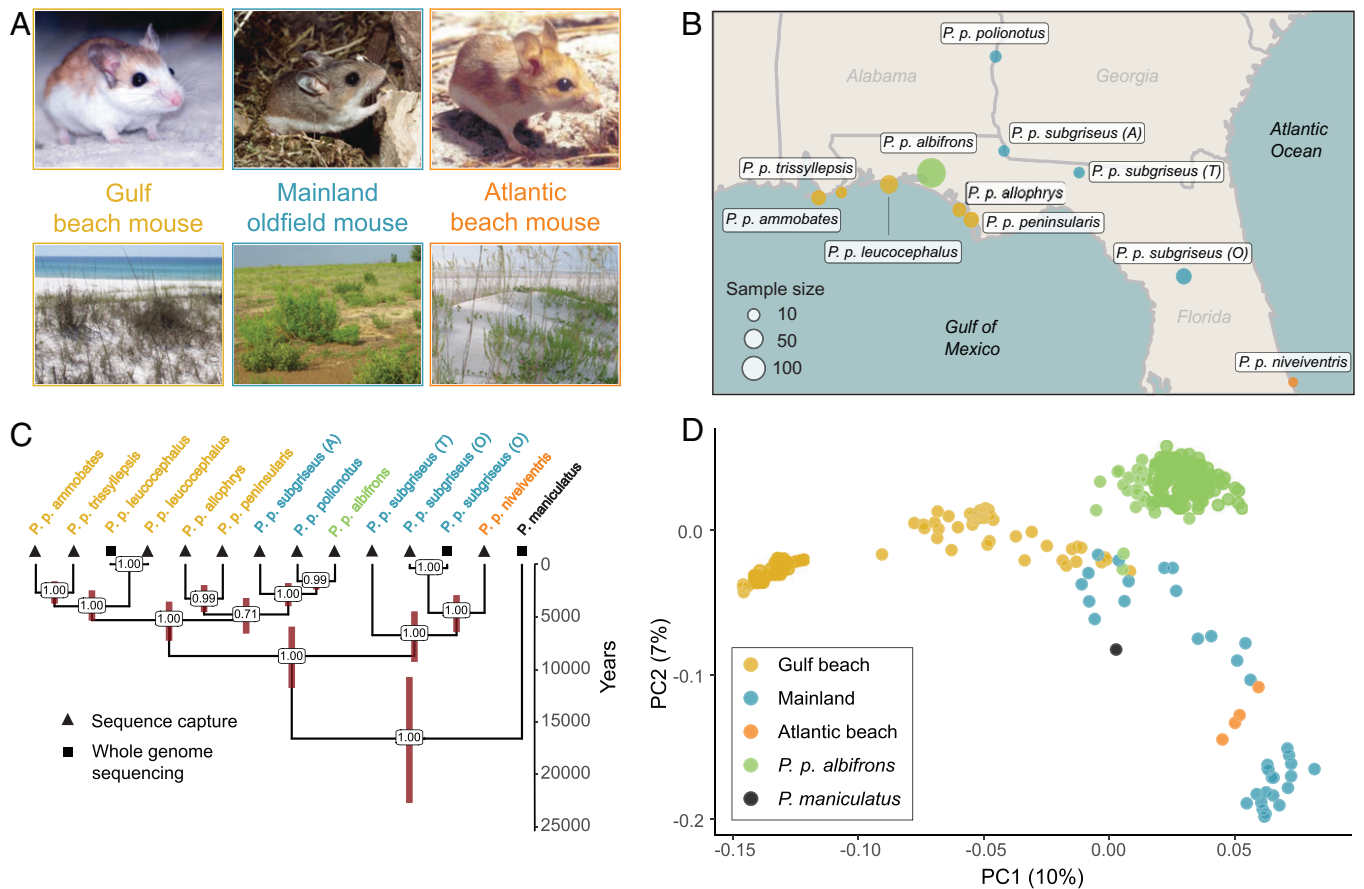 A
Gulf
beach mouse
Mainland
oldfield mouse
Atlantic
beach mouse
B
P. p. polionotus
Alabama
Georgia
Atlantic
Ocean
P. p. subgriseus (A)
P. p. albifrons
P. p. trissyllepsis
P. p. subgriseus (T)
P. p. allophrys
P. p. ammobates
P. p. peninsularis
P. p. leucocephalus
P. p. subgriseus (O)
Sample size
10
50
100
Gulf of
Mexico
Florida
P. p. niveiventris
C
P. p. ammobates
P. p. trissyllepsis
P. p. leucocephalus
P. p. leucocephalus
P. p. allophrys
P. p. peninsularis
P. p. subgriseus (A)
P. p. polionotus
P. p. albifrons
P. p. subgriseus (T)
P. p. subgriseus (O)
P. p. subgriseus (O)
P. p. niveiventris
P. maniculatus
1.00
1.00
1.00
0.99
1.00
0.99
1.00
0.71
1.00
1.00
1.00
1.00
1.00
0
5000
10000
15000
20000
25000
Years
Sequence capture
Whole genome
sequencing
D
0.0
-0.1
-0.2
PC2 (7%)
Gulf beach
Mainland
Atlantic beach
P. p. albifrons
P. maniculatus
-0.15
-0.10
-0.05
0.00
0.05
PC1 (10%)